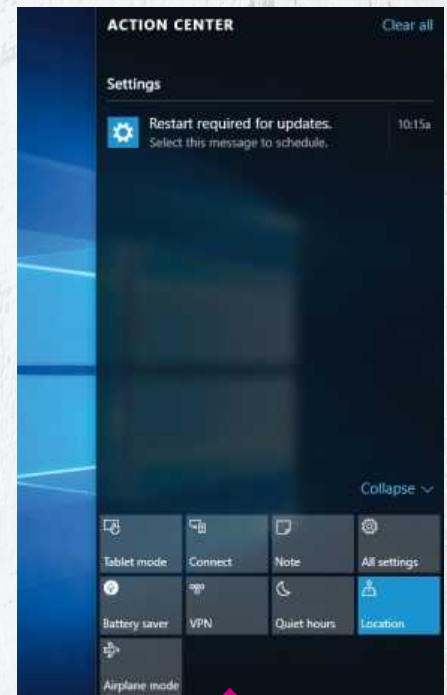 ACTION CENTER Clear all
Settings
Restart required for updates. 10:15a
Select this message to schedule.
Collapse
Tablet mode Connect Note All settings
Battery saver VPN Quiet hours Location
Airplane mode